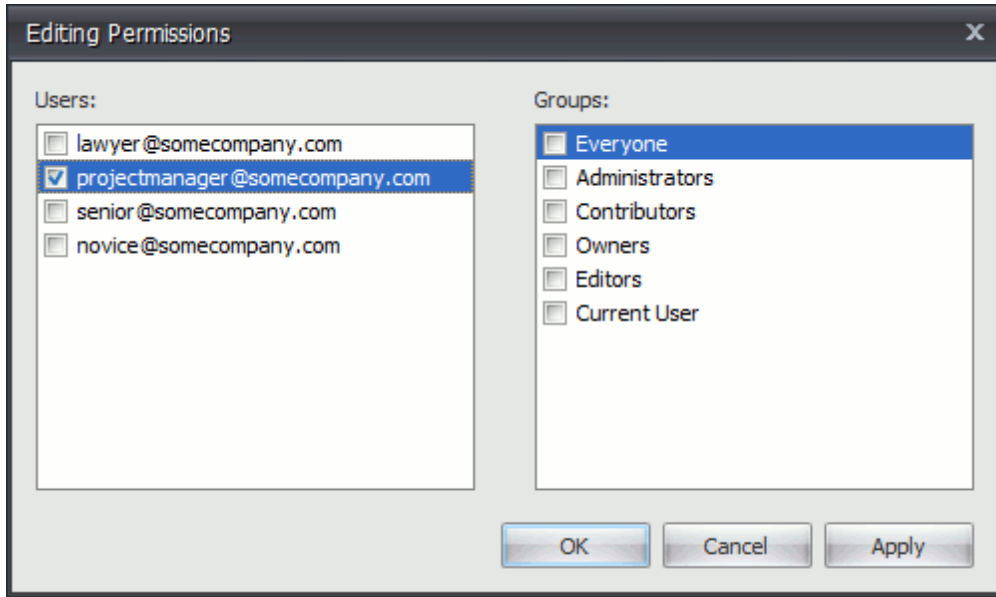 Editing Permissions
x
Users:
lawyer@somecompany.com
projectmanager@somecompany.com
senior@somecompany.com
novice@somecompany.com
Groups:
Everyone
Administrators
Contributors
Owners
Editors
Current User
OK
Cancel
Apply